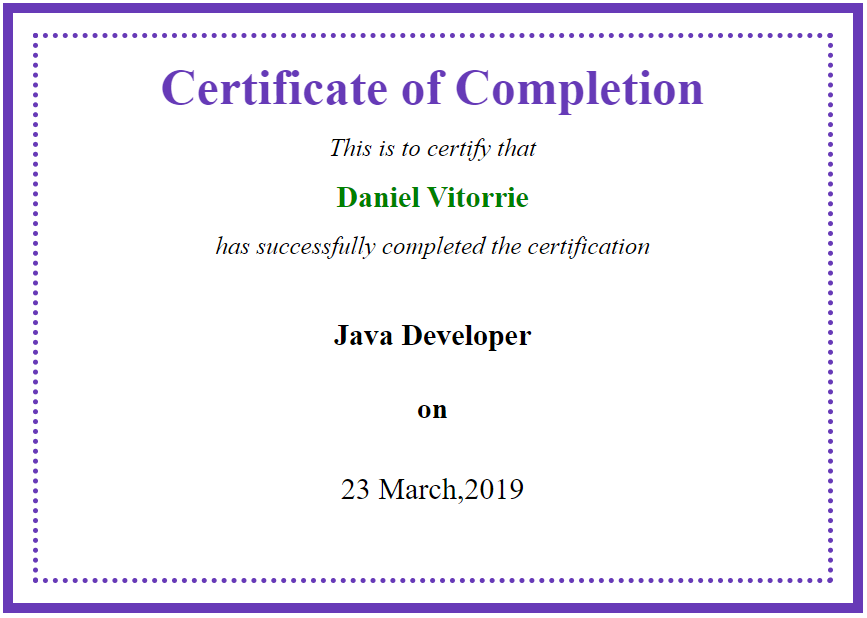 Certificate of Completion
This is to certify that
Daniel Vitorrie
has successfully completed the certification
Java Developer
on
23 March,2019